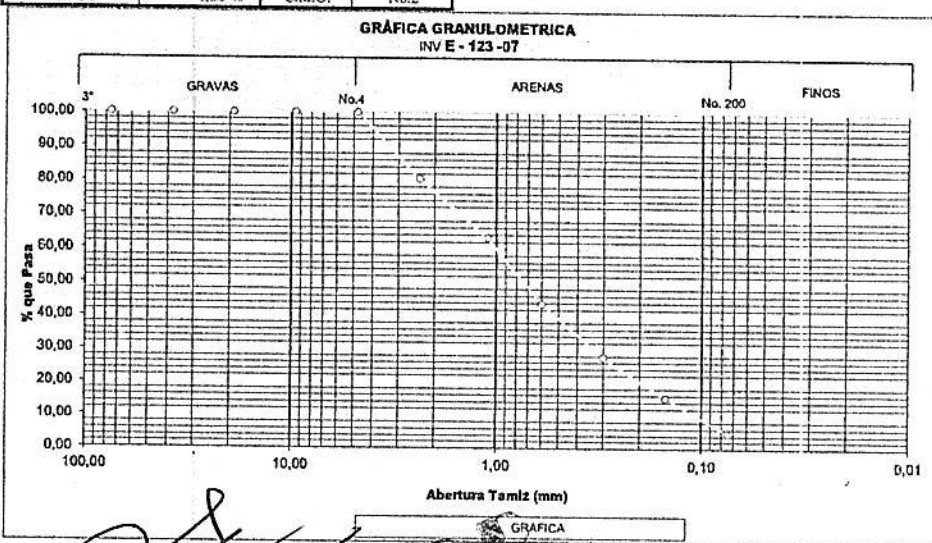 No.2
GRÁFICA GRANULOMETRICA
INV E - 123 -07
GRAVAS
ARENAS
FINOS
3"
No.4
No. 200
100,00
90,00
80,00
70,00
60,00
50,00
40,00
30,00
20,00
10,00
0,00
% que Pasa
100,00
10,00
1,00
0,10
0,01
Abertura Tamiz (mm)
GRAFICA